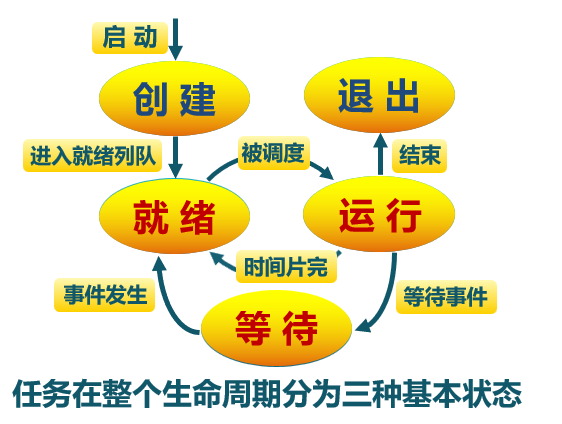 启动
创建
退出
进入就绪列队
被调度
结束
就绪
运行
时间片完
事件发生
等待事件
等待
任务在整个生命周期分为三种基本状态